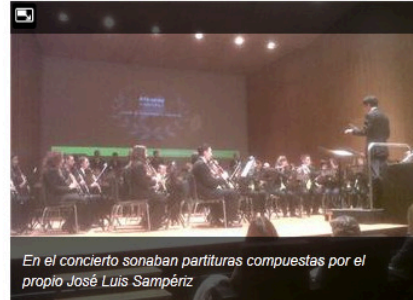 En el concierto sonaban partituras compuestas por el
propio José Luis Sampériz